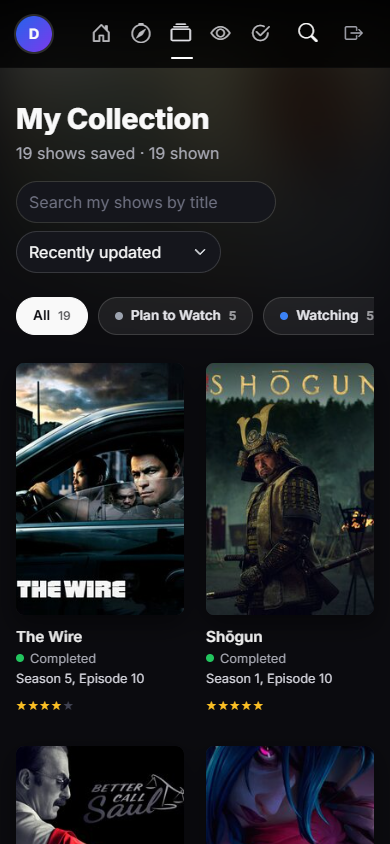 D
My Collection
19 shows saved · 19 shown
Search my shows by title
Recently updated
All 19
Plan to Watch 5
Watching 5
THE WIRE
SHŌGUN
The Wire
Completed
Season 5, Episode 10
Shōgun
Completed
Season 1, Episode 10
BETTER
CALL
Saul